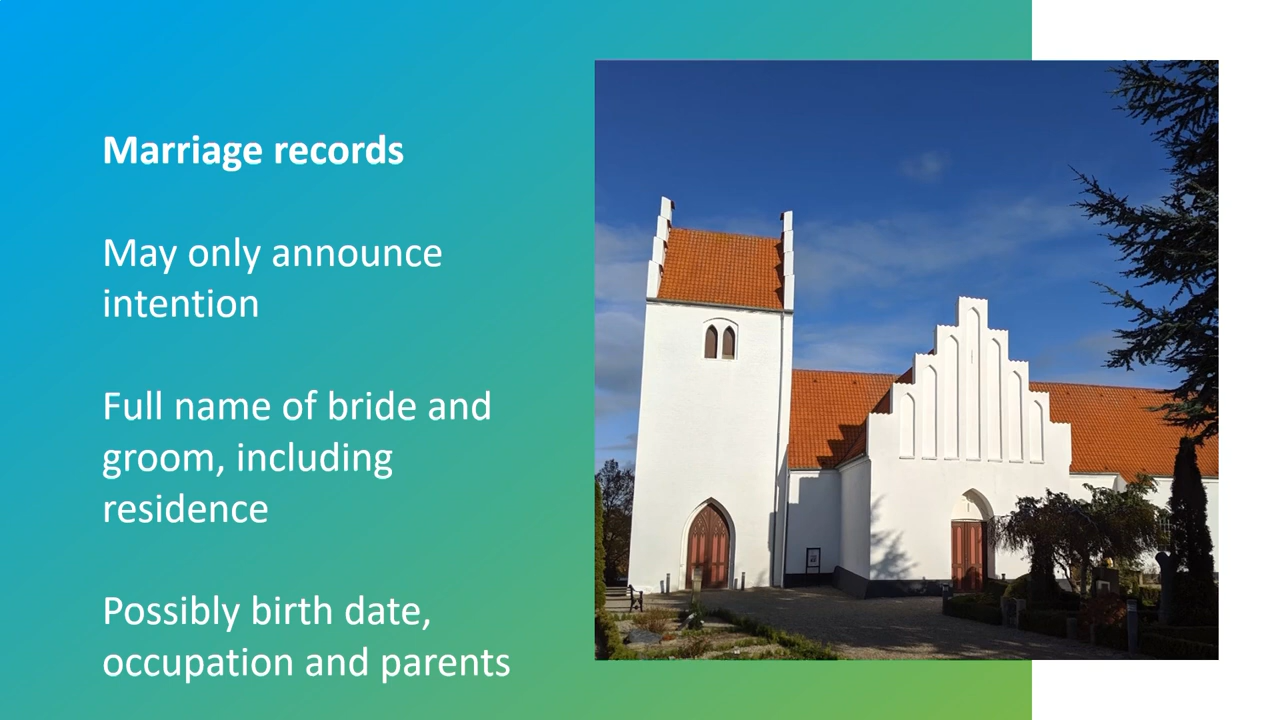 Marriage records
May only announce
intention
Full name of bride and
groom, including
residence
Possibly birth date,
occupation and parents